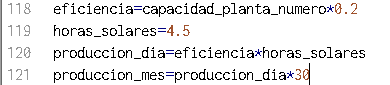 118 eficiencia=capacidad_planta_numero*0.2
119 horas_solares=4.5
120 produccion_dia=eficiencia*horas_solares
121 produccion_mes=produccion_dia*30